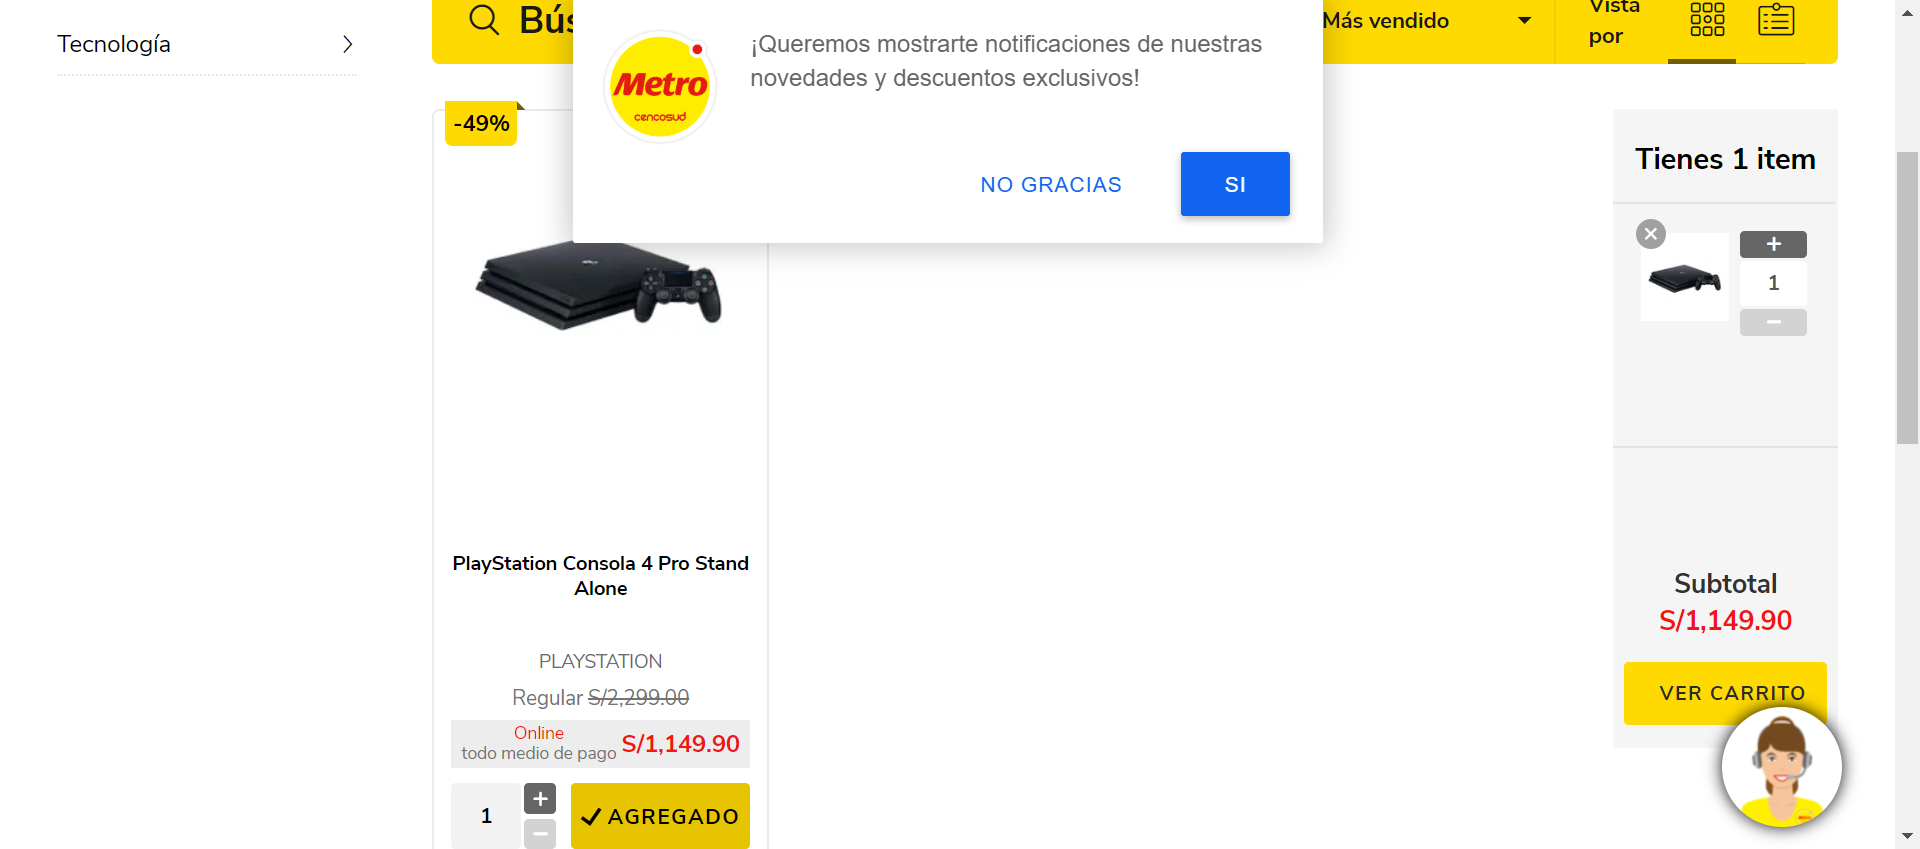 Tecnología
Bús
¡Queremos mostrarte notificaciones de nuestras
novedades y descuentos exclusivos!
Metro
cencosud
NO GRACIAS
SI
Más vendido
Vista
por
-49%
PlayStation Consola 4 Pro Stand
Alone
PLAYSTATION
Regular S/2,299.00
Online
todo medio de pago S/1,149.90
1
AGREGADO
Tienes 1 item
1
Subtotal
S/1,149.90
VER CARRITO